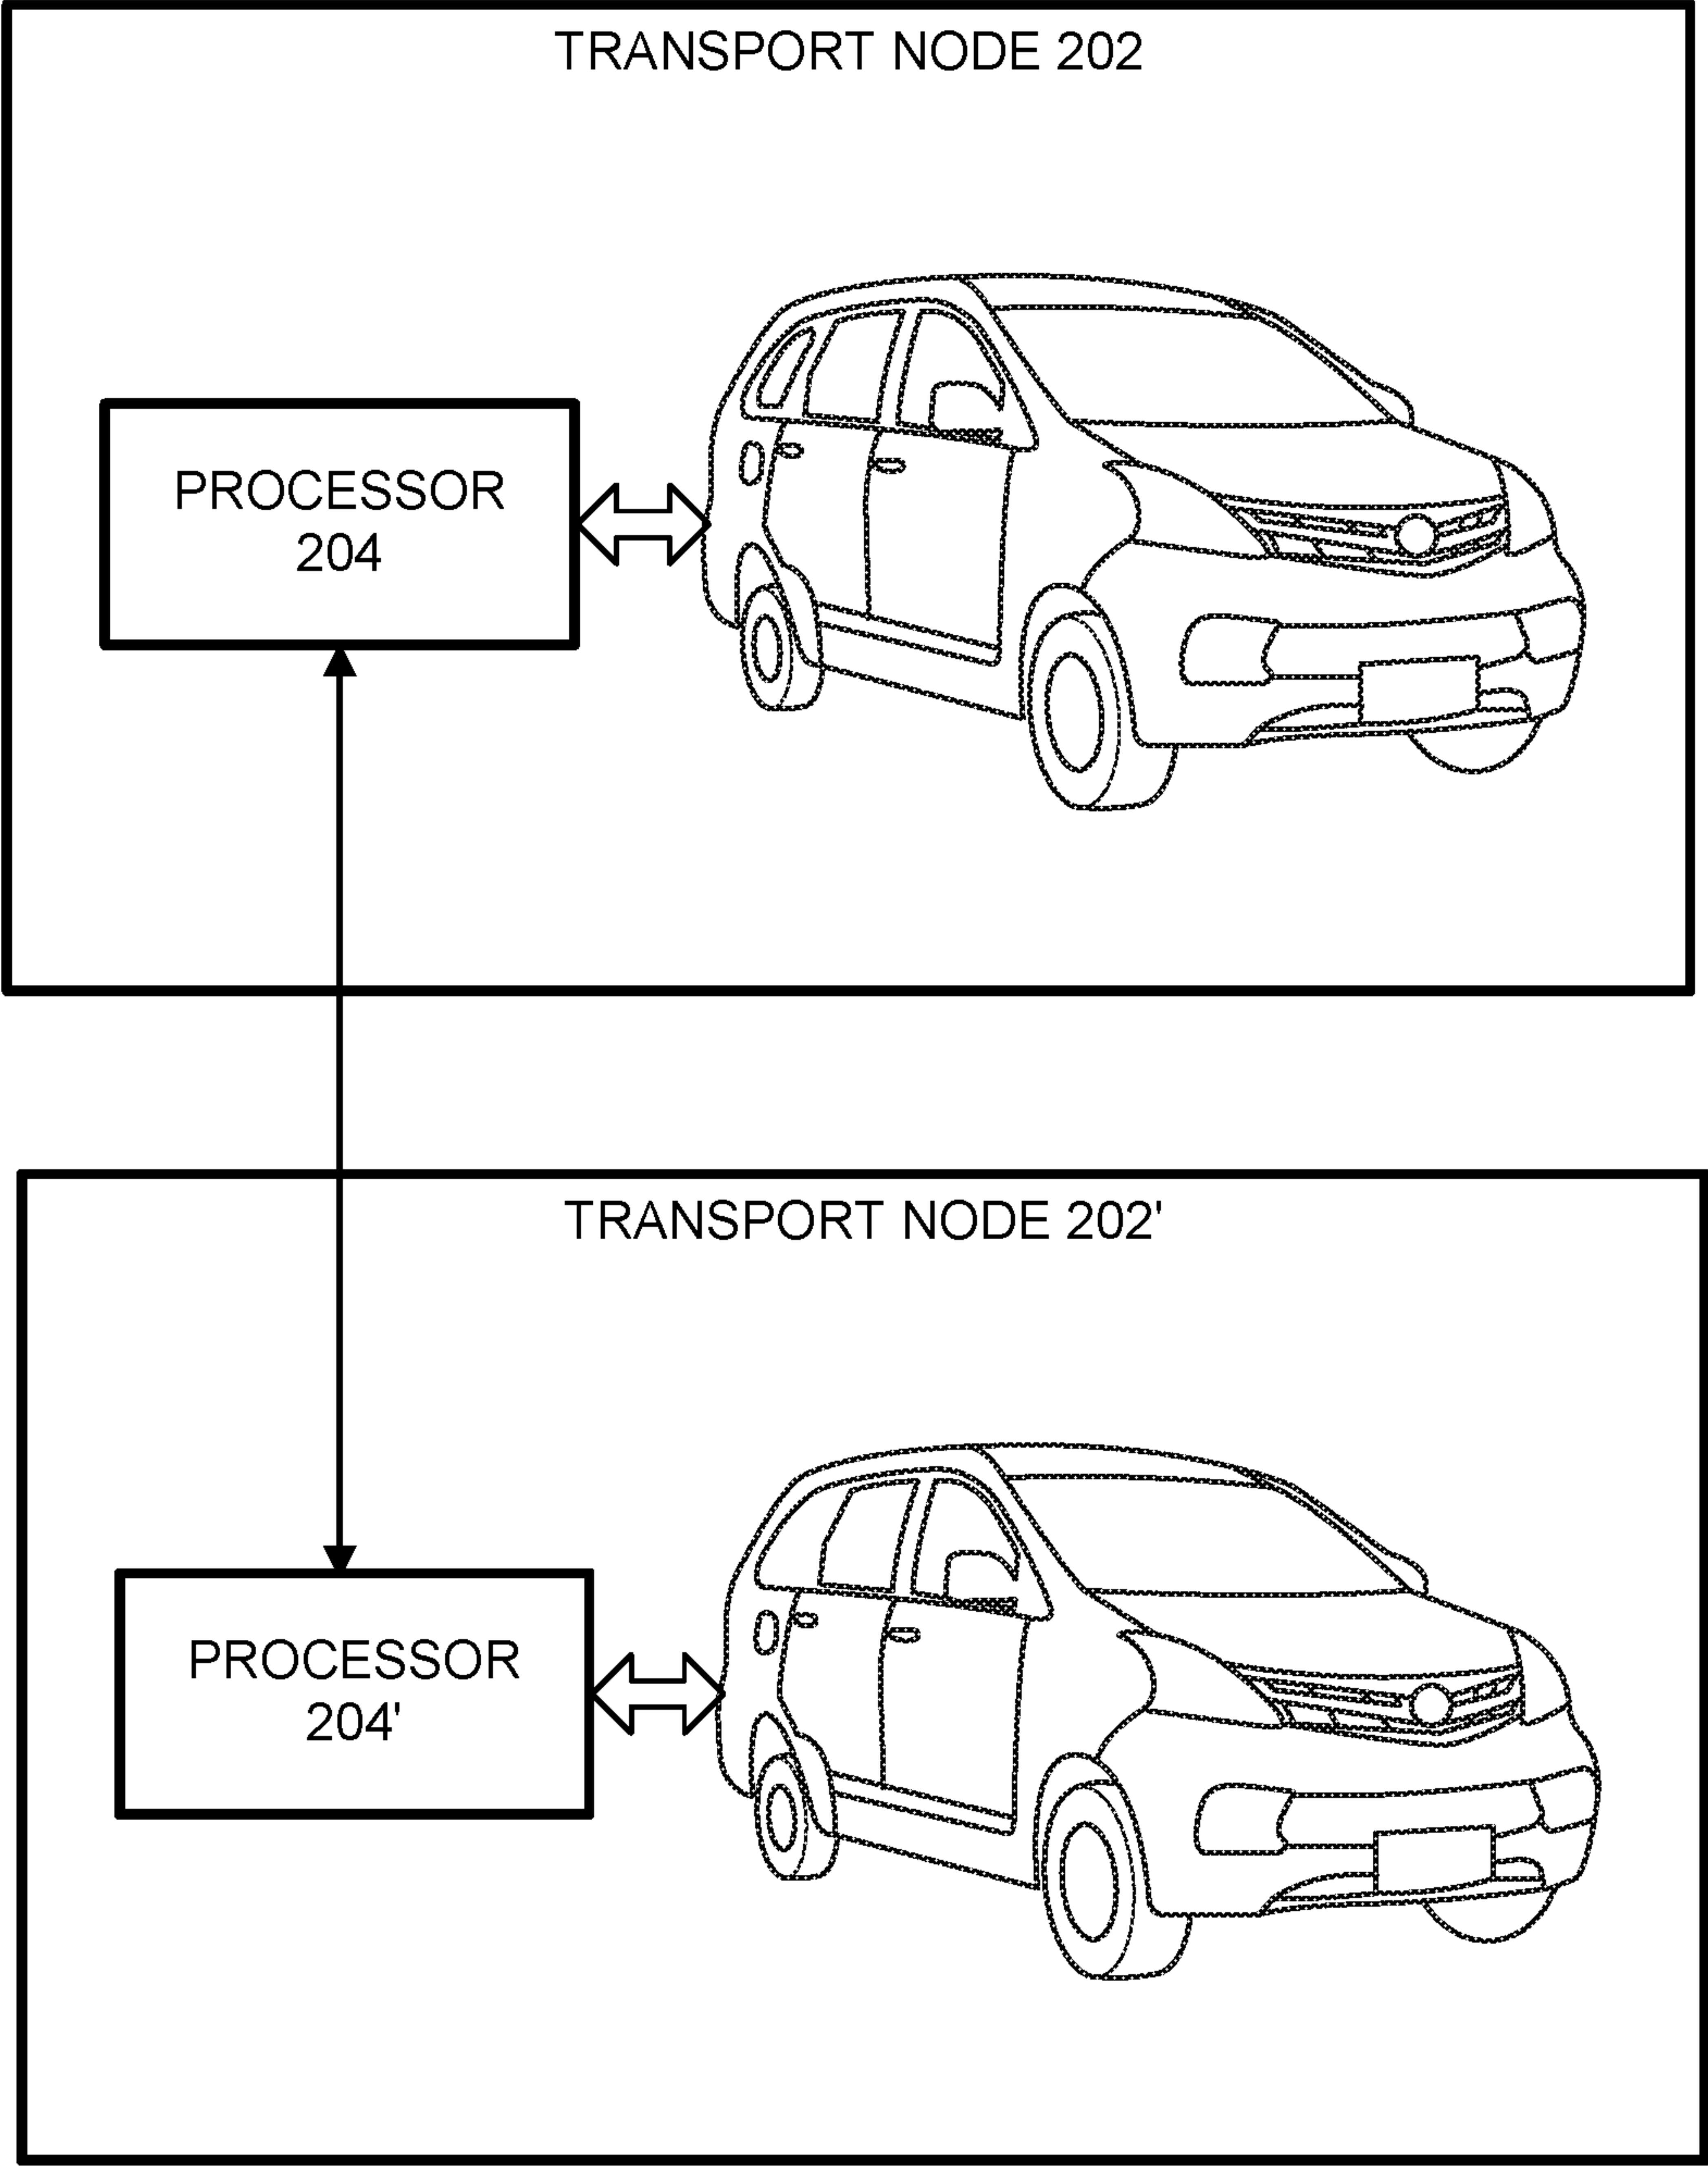 TRANSPORT NODE 202
PROCESSOR
204
TRANSPORT NODE 202'
PROCESSOR
204'